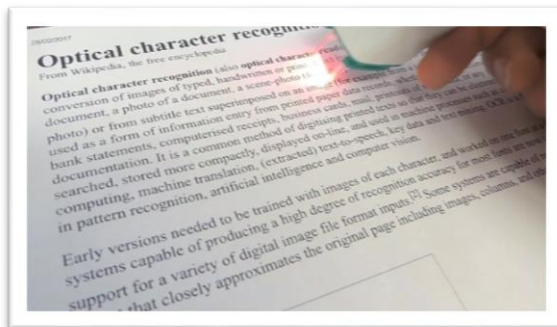 28/02/2017
Optical character recognition
From Wikipedia, the free encyclopedia
Optical character recognition (also optical character
conversion of images of typed, handwritten or
document, a photo of a document, a scene-photo
photo) or from subtitle text superimposed on an image (for example from
used as a form of information entry from printed paper data records,
bank statements, computerised receipts, business cards, mail,
documentation. It is a common method of digitising printed texts so that they can be
searched, stored more compactly, displayed on-line, and used in machine processes such as
computing, machine translation, (extracted) text-to-speech, key data and text mining. OCR is
in pattern recognition, artificial intelligence and computer vision.
Early versions needed to be trained with images of each character, and worked on one font at
systems capable of producing a high degree of recognition accuracy for most fonts are now
support for a variety of digital image file format inputs.[2] Some systems are capable of
that closely approximates the original page including images, columns, and